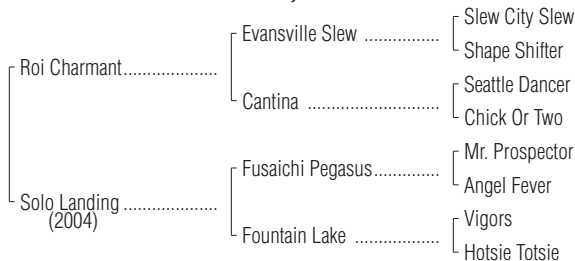 Slew City Slew
Evansville Slew ................
Shape Shifter
Roi Charmant....................
Seattle Dancer
Cantina ............................
Chick Or Two
Mr. Prospector
Fusaichi Pegasus..............
Angel Fever
Solo Landing ....................
(2004)
Vigors
Fountain Lake ..................
Hotsie Totsie